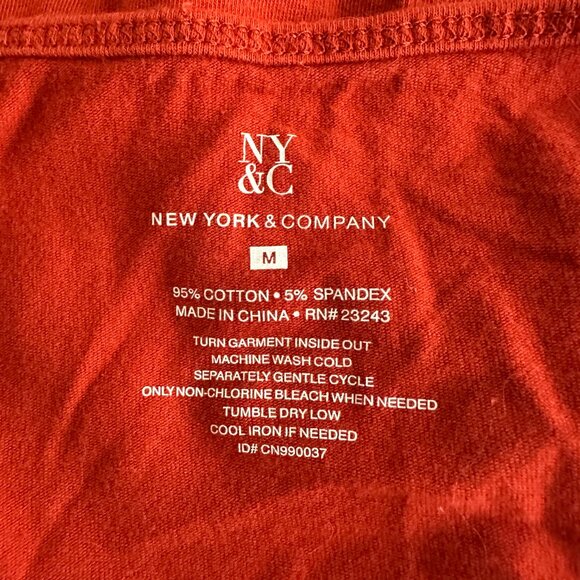 NY
&C
NEW YORK & COMPANY
M
95% COTTON • 5% SPANDEX
MADE IN CHINA • RN# 23243
TURN GARMENT INSIDE OUT
MACHINE WASH COLD
SEPARATELY GENTLE CYCLE
ONLY NON-CHLORINE BLEACH WHEN NEEDED
TUMBLE DRY LOW
COOL IRON IF NEEDED
ID# CN990037